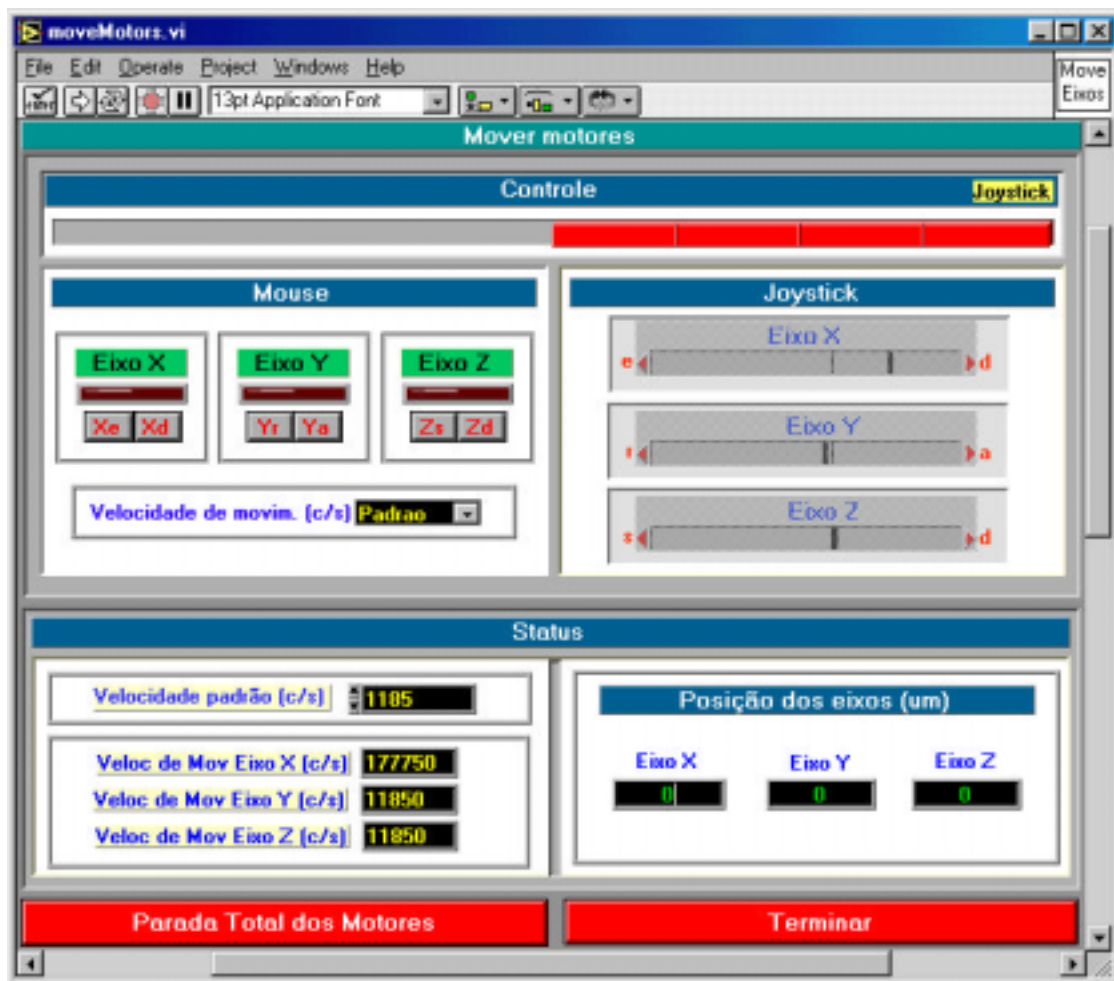 moveMotors.vi
File Edit Operate Project Windows Help
13pt Application Font
Move
Eixos
Mover motores
Controle
Joystick
Mouse
Joystick
Eixo X
Eixo Y
Eixo Z
Xe Xd
Yr Ya
Zs Zd
Velocidade de movim. (c/s) Padrao
Eixo X
e d
Eixo Y
r a
Eixo Z
s d
Status
Velocidade padrão (c/s) 1185
Veloc de Mov Eixo X (c/s) 177750
Veloc de Mov Eixo Y (c/s) 11850
Veloc de Mov Eixo Z (c/s) 11850
Posição dos eixos (um)
Eixo X Eixo Y Eixo Z
0 0 0
Parada Total dos Motores
Terminar